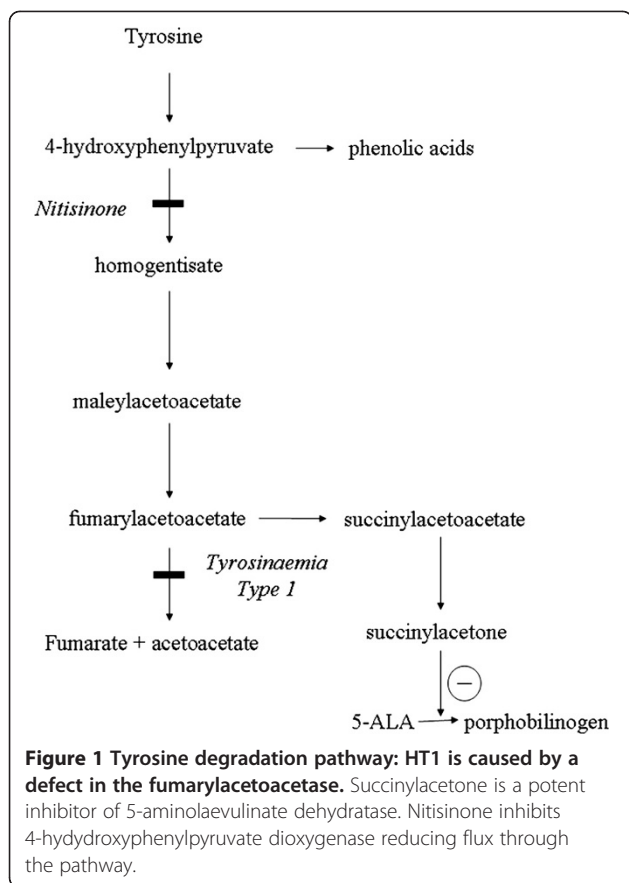 Tyrosine
4-hydroxyphenylpyruvate
phenolic acids
Nitisinone
homogentisate
maleylacetoacetate
fumarylacetoacetate
succinylacetoacetate
Tyrosinaemia
Type 1
Fumarate + acetoacetate
succinylacetone
−
5-ALA
porphobilinogen
Figure 1 Tyrosine degradation pathway: HT1 is caused by a
defect in the fumarylacetoacetase. Succinylacetone is a potent
inhibitor of 5-aminolaevulinate dehydratase. Nitisinone inhibits
4-hydydroxyphenylpyruvate dioxygenase reducing flux through
the pathway.